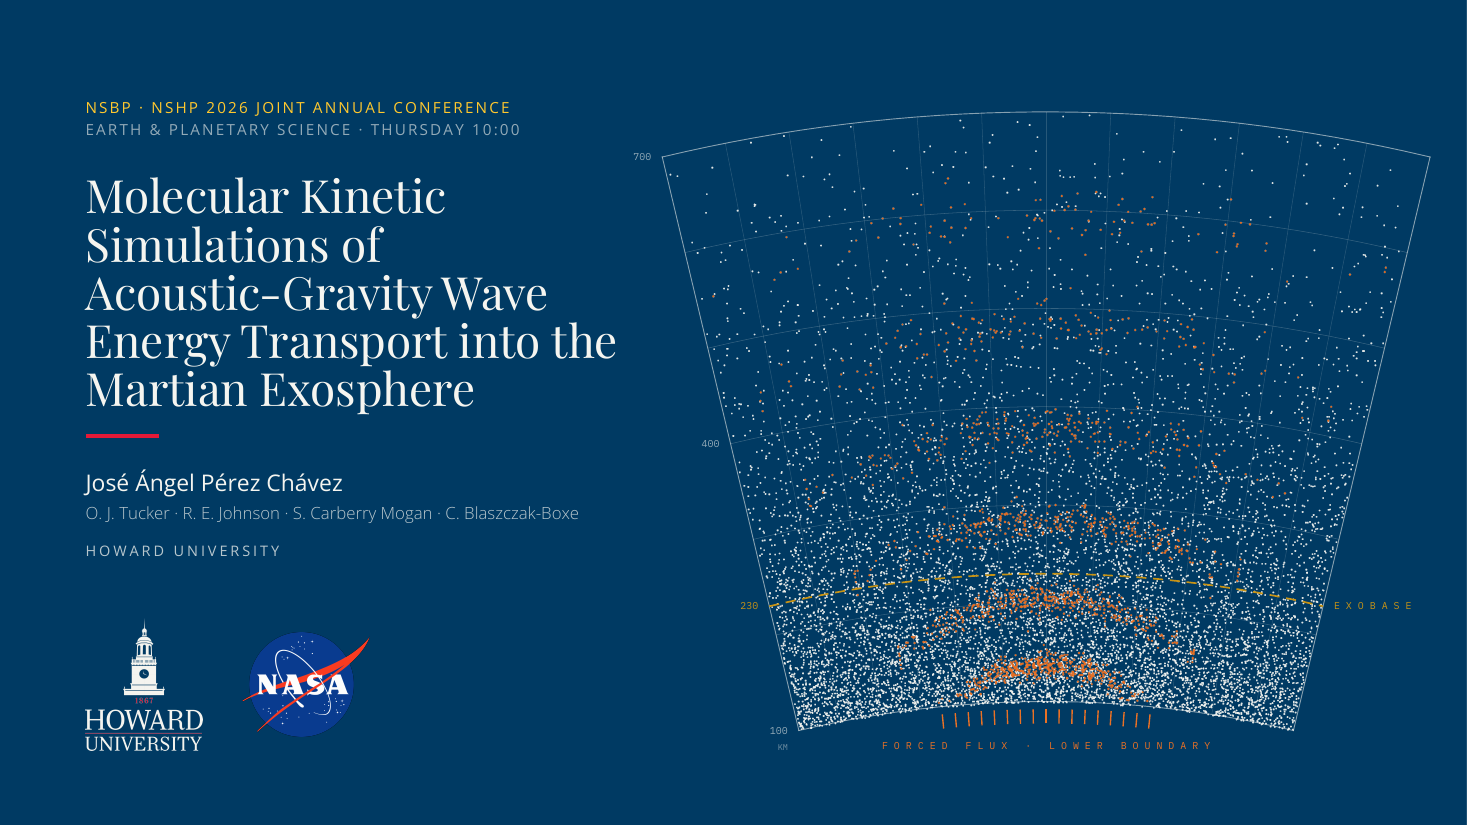 NSBP · NSHP 2026 JOINT ANNUAL CONFERENCE
EARTH & PLANETARY SCIENCE · THURSDAY 10:00
Molecular Kinetic
Simulations of
Acoustic-Gravity Wave
Energy Transport into the
Martian Exosphere
José Ángel Pérez Chávez
O. J. Tucker · R. E. Johnson · S. Carberry Mogan · C. Blaszczak-Boxe
HOWARD UNIVERSITY
1867
HOWARD
UNIVERSITY
NASA
700
400
230
EXOBASE
100
KM
FORCED FLUX · LOWER BOUNDARY